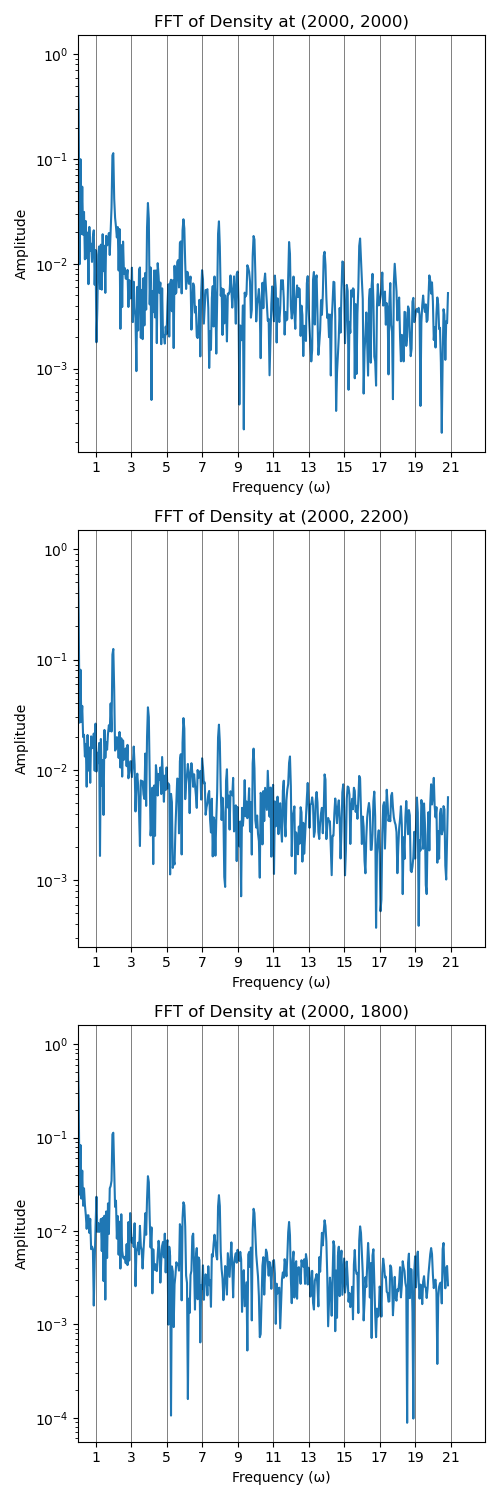 FFT of Density at (2000, 2000)
10⁰
10⁻¹
10⁻²
10⁻³
Amplitude
1 3 5 7 9 11 13 15 17 19 21
Frequency (ω)
FFT of Density at (2000, 2200)
10⁰
10⁻¹
10⁻²
10⁻³
Amplitude
1 3 5 7 9 11 13 15 17 19 21
Frequency (ω)
FFT of Density at (2000, 1800)
10⁰
10⁻¹
10⁻²
10⁻³
10⁻⁴
Amplitude
1 3 5 7 9 11 13 15 17 19 21
Frequency (ω)